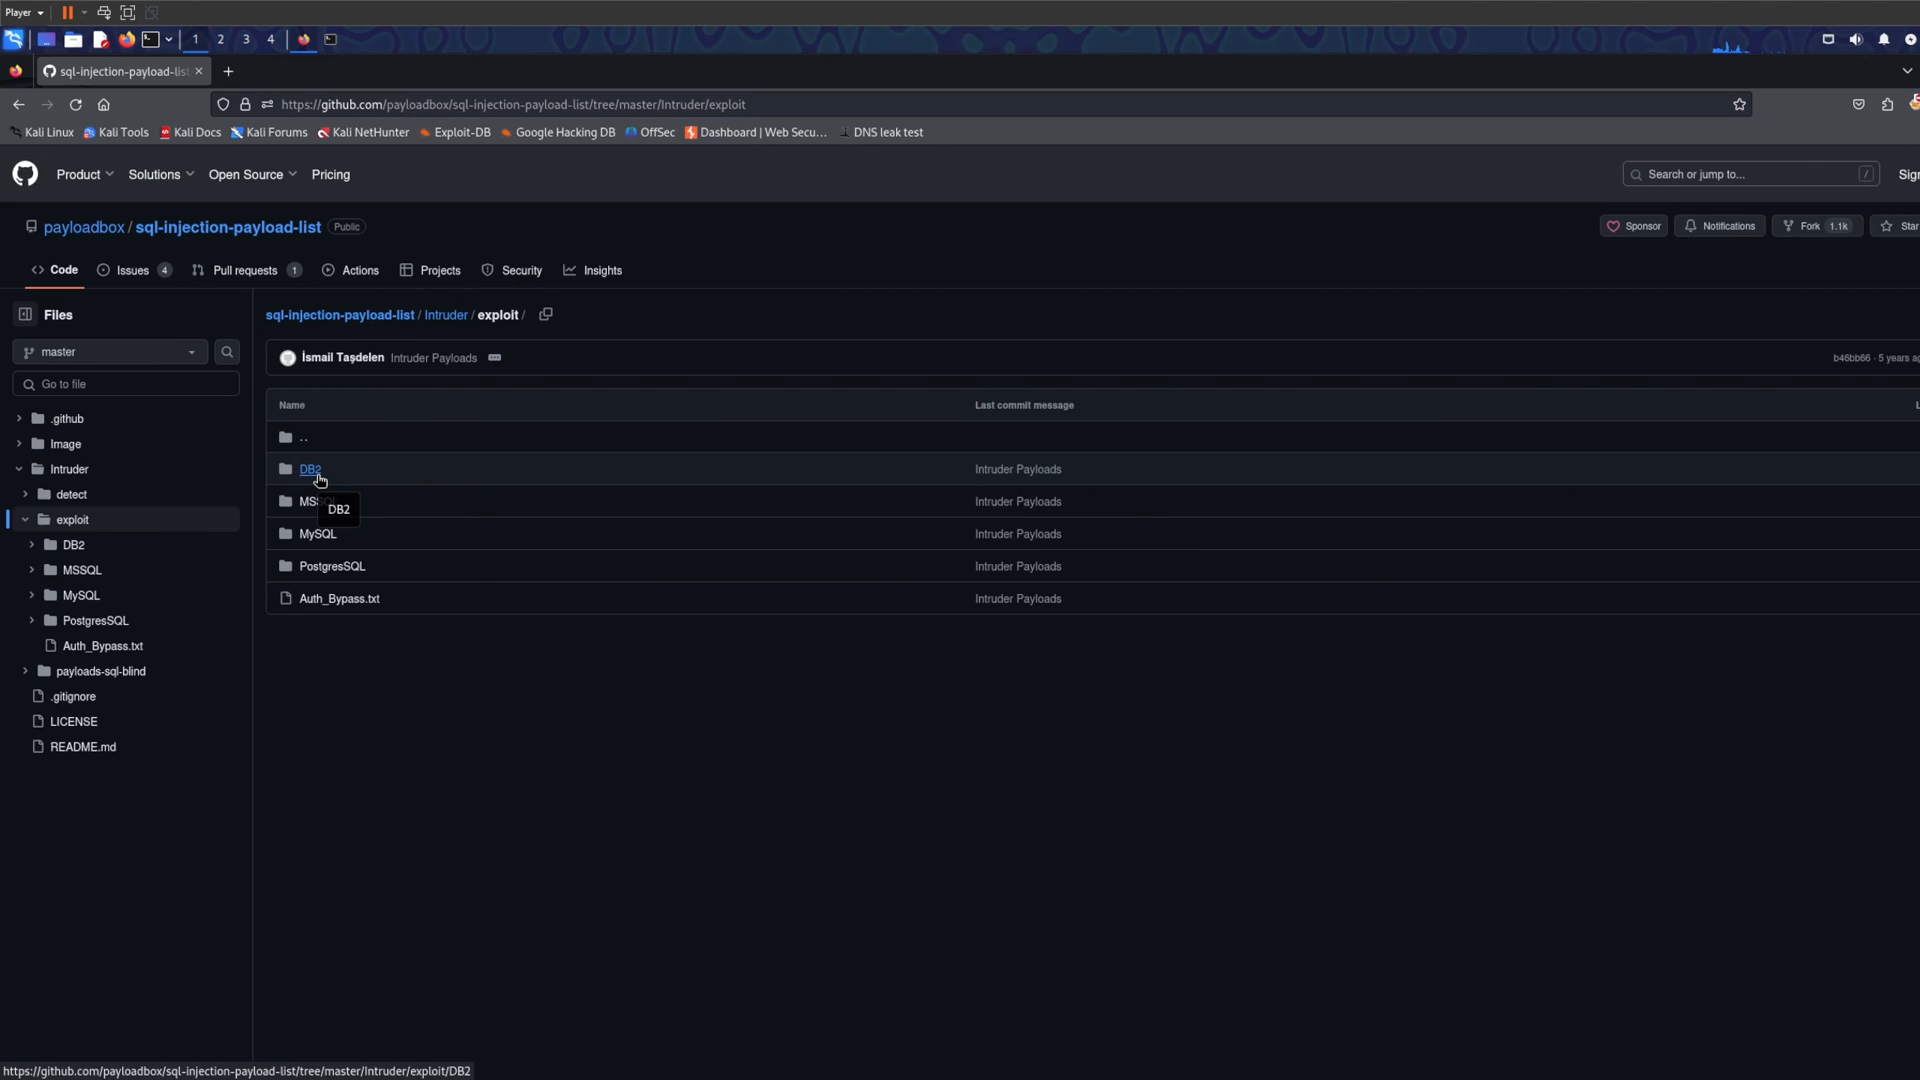 Player
1 2 3 4
sql-injection-payload-list
https://github.com/payloadbox/sql-injection-payload-list/tree/master/Intruder/exploit
Kali Linux Kali Tools Kali Docs Kali Forums Kali NetHunter Exploit-DB Google Hacking DB OffSec Dashboard | Web Secu... DNS leak test
Product Solutions Open Source Pricing Search or jump to... / Sign
payloadbox / sql-injection-payload-list Public Sponsor Notifications Fork 1.1k Star
Code Issues 4 Pull requests 1 Actions Projects Security Insights
Files
master
Go to file
.github
Image
Intruder
detect
exploit
DB2
MSSQL
MySQL
PostgresSQL
Auth_Bypass.txt
payloads-sql-blind
.gitignore
LICENSE
README.md
sql-injection-payload-list / Intruder / exploit /
İsmail Taşdelen Intruder Payloads b46bb66 · 5 years ag
Name Last commit message L
..
DB2 Intruder Payloads
MS Intruder Payloads
DB2
MySQL Intruder Payloads
PostgresSQL Intruder Payloads
Auth_Bypass.txt Intruder Payloads
https://github.com/payloadbox/sql-injection-payload-list/tree/master/Intruder/exploit/DB2